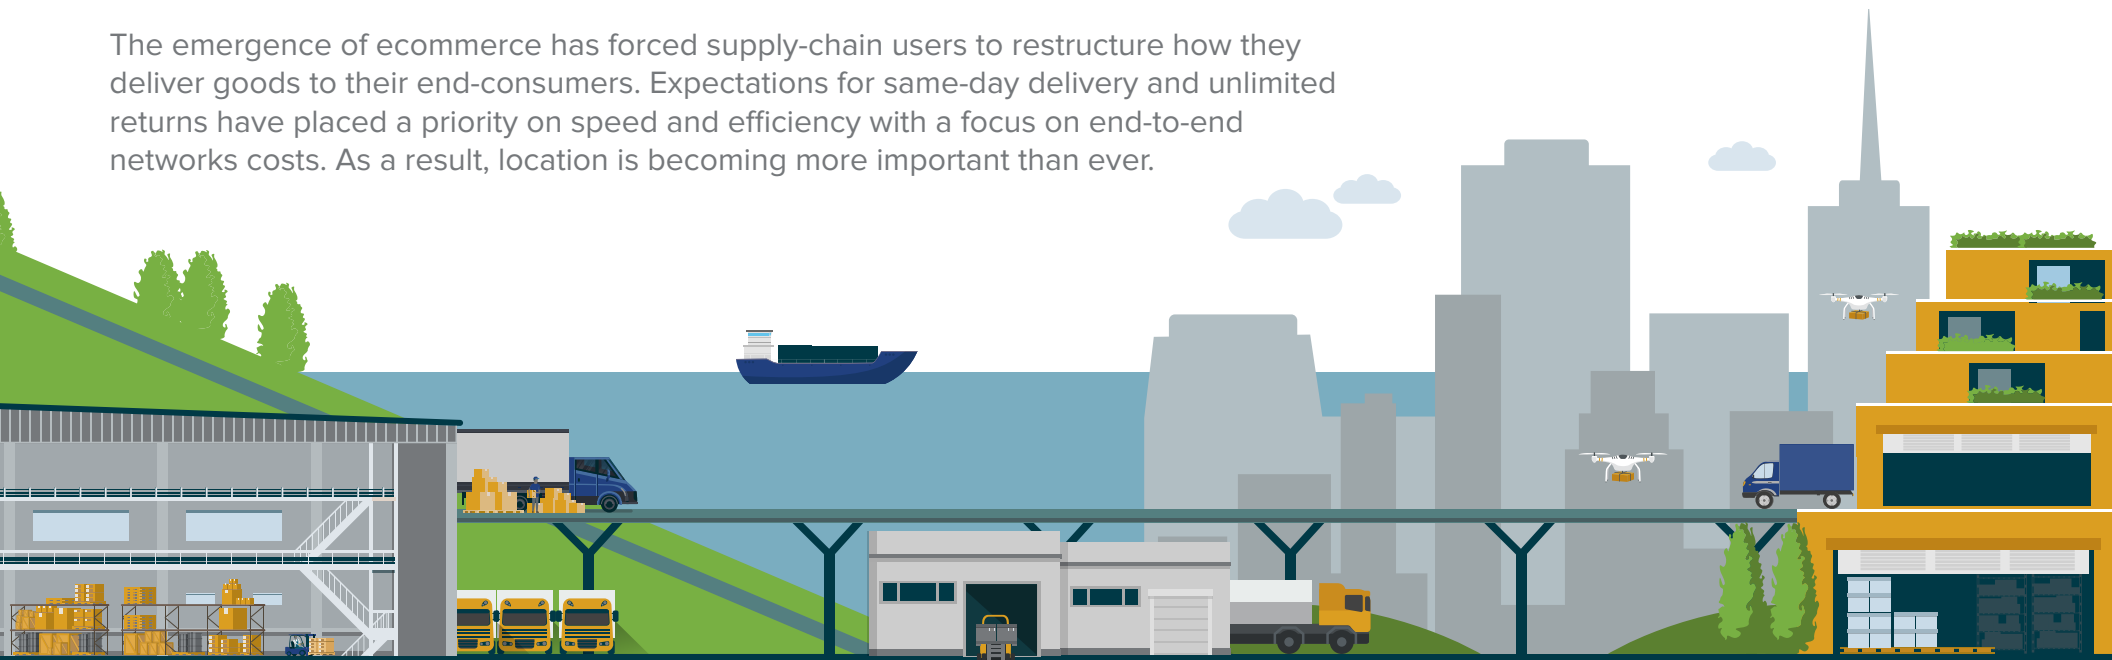 The emergence of ecommerce has forced supply-chain users to restructure how they
deliver goods to their end-consumers. Expectations for same-day delivery and unlimited
returns have placed a priority on speed and efficiency with a focus on end-to-end
networks costs. As a result, location is becoming more important than ever.